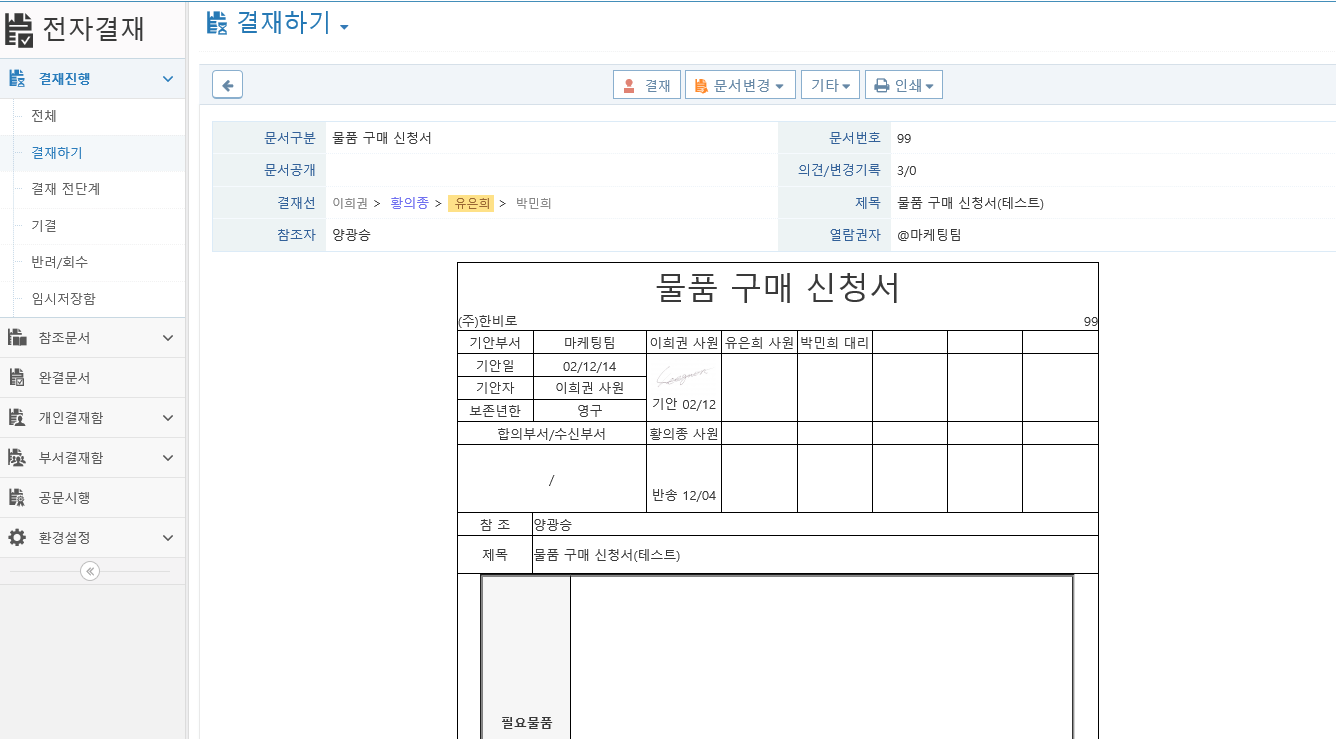 전자결재
결재진행
전체
결재하기
결재 전단계
기결
반려/회수
임시저장함
참조문서
완결문서
개인결재함
부서결재함
공문시행
환경설정
결재하기
결재 문서변경 기타 인쇄
문서구분 물품 구매 신청서 문서번호 99
문서공개 의견/변경기록 3/0
결재선 이희권 > 황의종 > 유은희 > 박민희 제목 물품 구매 신청서(테스트)
참조자 양광승 열람권자 @마케팅팀
물품 구매 신청서
(주)한비로 99
기안부서 마케팅팀 이희권 사원 유은희 사원 박민희 대리
기안일 02/12/14
기안자 이희권 사원
보존년한 영구 기안 02/12
합의부서/수신부서 황의종 사원
/ 반송 12/04
참 조 양광승
제목 물품 구매 신청서(테스트)
필요물품